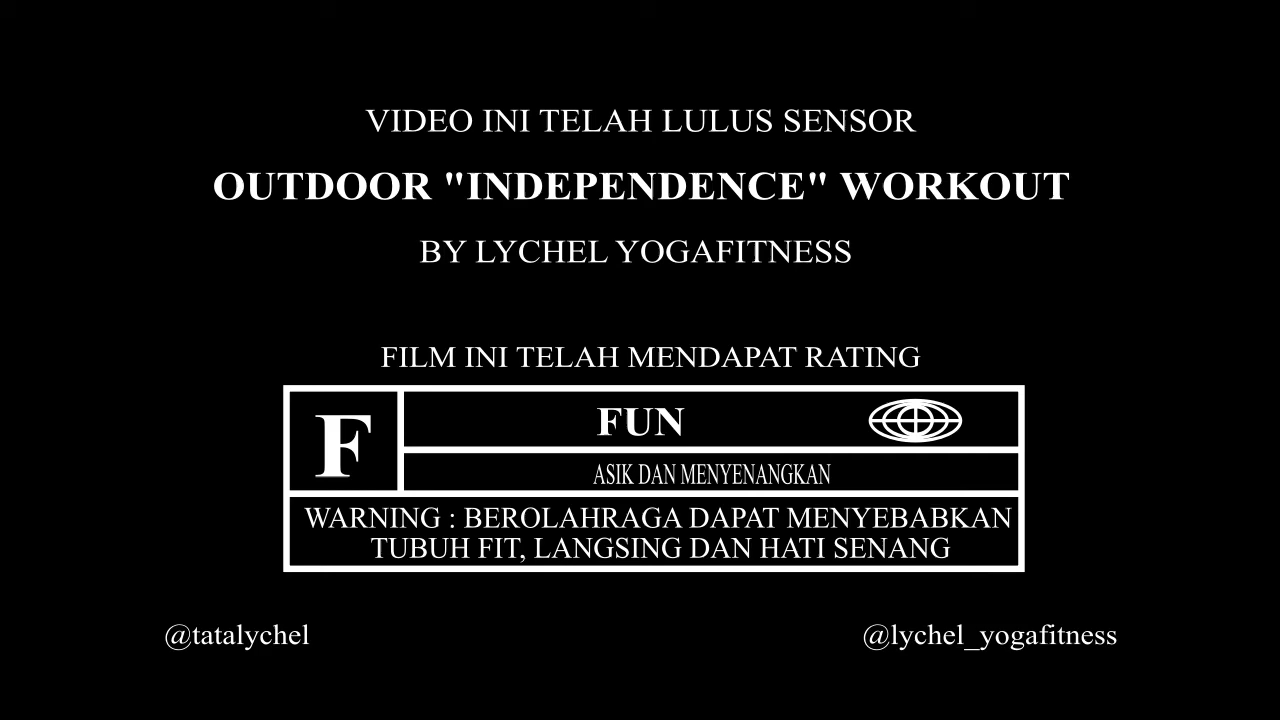 VIDEO INI TELAH LULUS SENSOR
OUTDOOR "INDEPENDENCE" WORKOUT
BY LYCHEL YOGAFITNESS
FILM INI TELAH MENDAPAT RATING
F
FUN
ASIK DAN MENYENANGKAN
WARNING : BEROLAHRAGA DAPAT MENYEBABKAN
TUBUH FIT, LANGSING DAN HATI SENANG
@tatalychel
@lychel_yogafitness